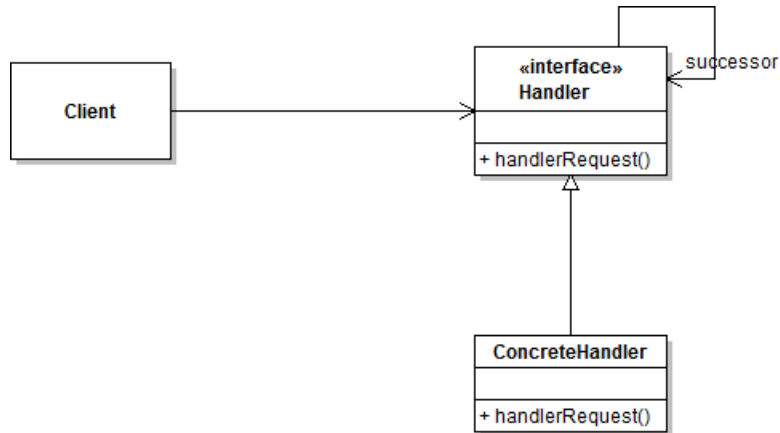 Client
«interface»
Handler
successor
+ handlerRequest()
ConcreteHandler
+ handlerRequest()